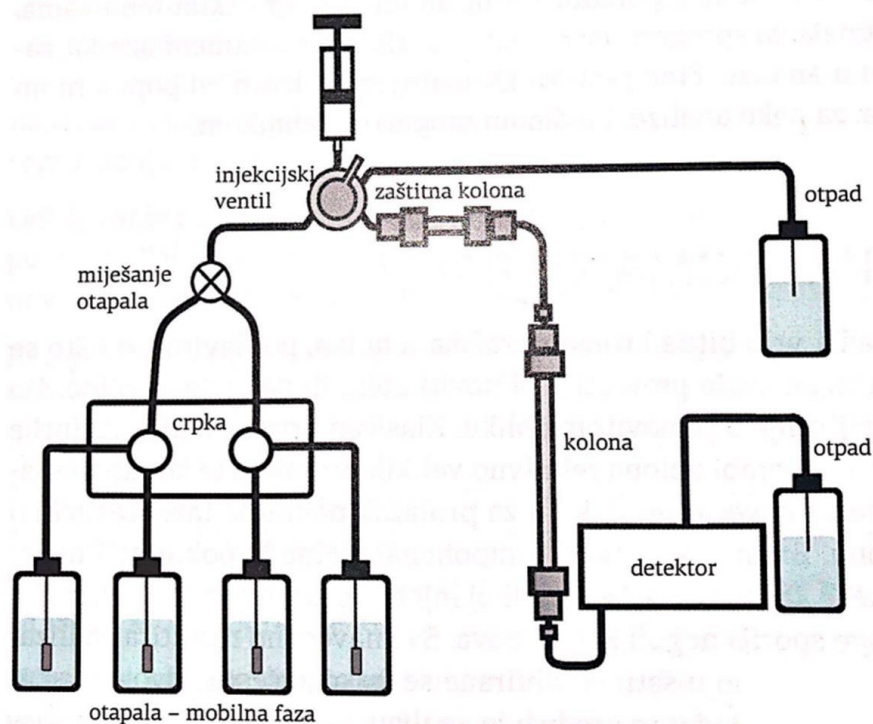 injekcijski
ventil
zaštitna kolona
otpad
miješanje
otapala
crpka
kolona
otpad
detektor
otapala – mobilna faza